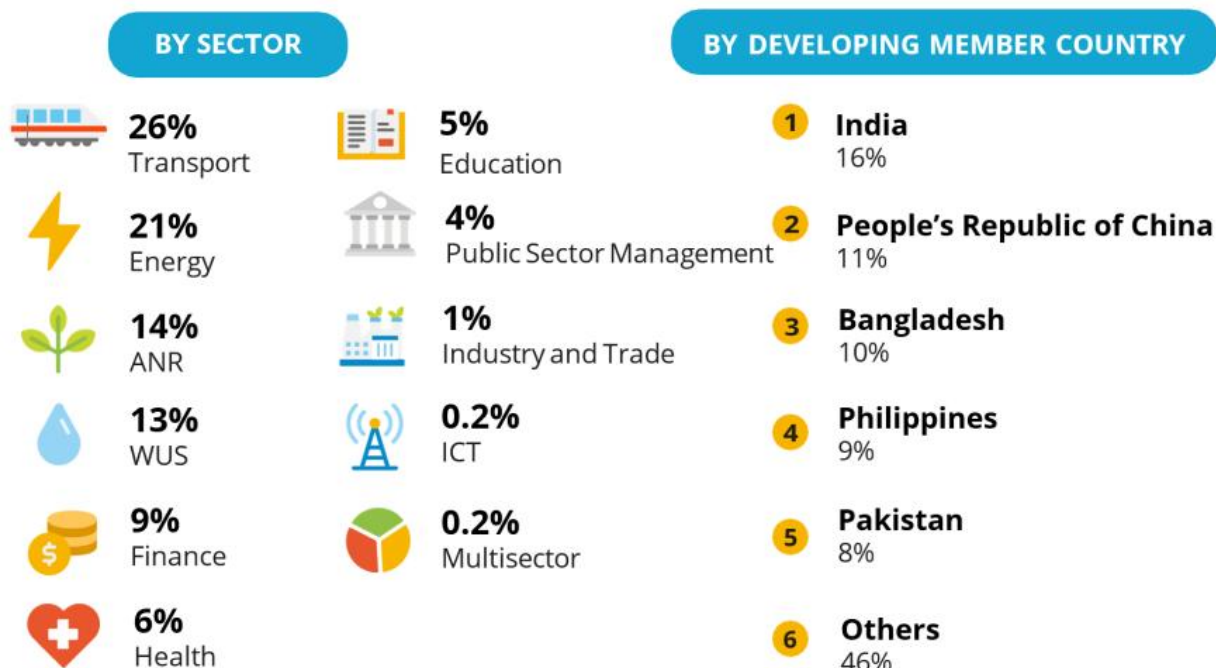 BY SECTOR
26%
Transport
21%
Energy
14%
ANR
13%
WUS
9%
Finance
6%
Health
5%
Education
4%
Public Sector Management
1%
Industry and Trade
0.2%
ICT
0.2%
Multisector
BY DEVELOPING MEMBER COUNTRY
1 India
16%
2 People's Republic of China
11%
3 Bangladesh
10%
4 Philippines
9%
5 Pakistan
8%
6 Others
46%
$